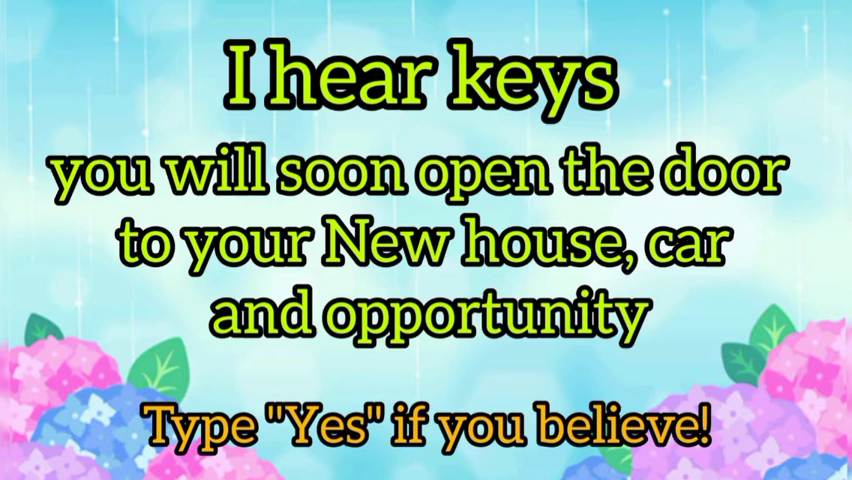 I hear keys
you will soon open the door
to your New house, car
and opportunity
Type "Yes" if you believe!